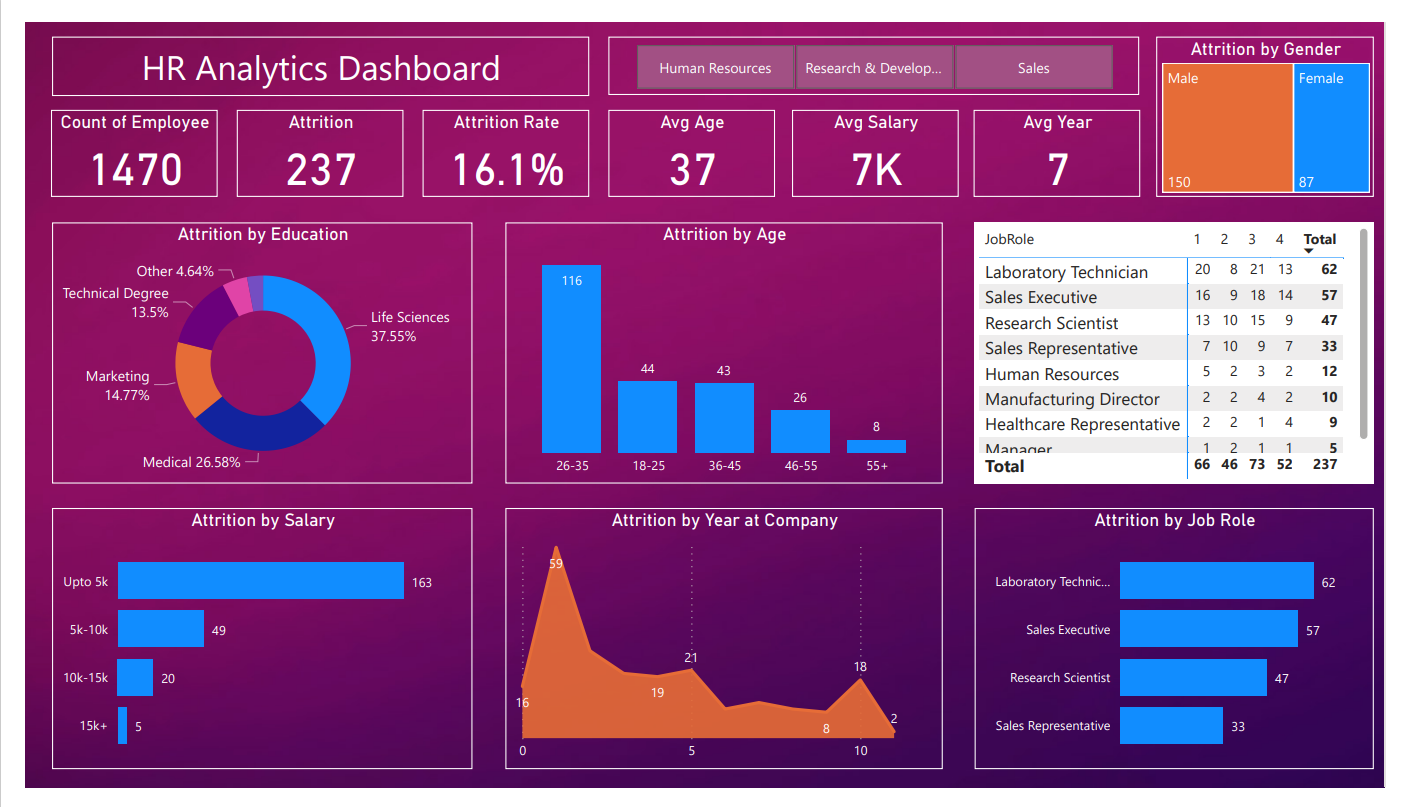 HR Analytics Dashboard
Human Resources
Research & Develop...
Sales
Attrition by Gender
Male
Female
150
87
Count of Employee
1470
Attrition
237
Attrition Rate
16.1%
Avg Age
37
Avg Salary
7K
Avg Year
7
Attrition by Education
Other 4.64%
Technical Degree
13.5%
Life Sciences
37.55%
Marketing
14.77%
Medical 26.58%
Attrition by Age
116
44
43
26
8
26-35 18-25 36-45 46-55 55+
JobRole 1 2 3 4 Total
Laboratory Technician 20 8 21 13 62
Sales Executive 16 9 18 14 57
Research Scientist 13 10 15 9 47
Sales Representative 7 10 9 7 33
Human Resources 5 2 3 2 12
Manufacturing Director 2 2 4 2 10
Healthcare Representative 2 2 1 4 9
Manager 1 2 1 1 5
Total 66 46 73 52 237
Attrition by Salary
Upto 5k 163
5k-10k 49
10k-15k 20
15k+ 5
Attrition by Year at Company
59
16
19
21
8
18
2
0 5 10
Attrition by Job Role
Laboratory Technic... 62
Sales Executive 57
Research Scientist 47
Sales Representative 33